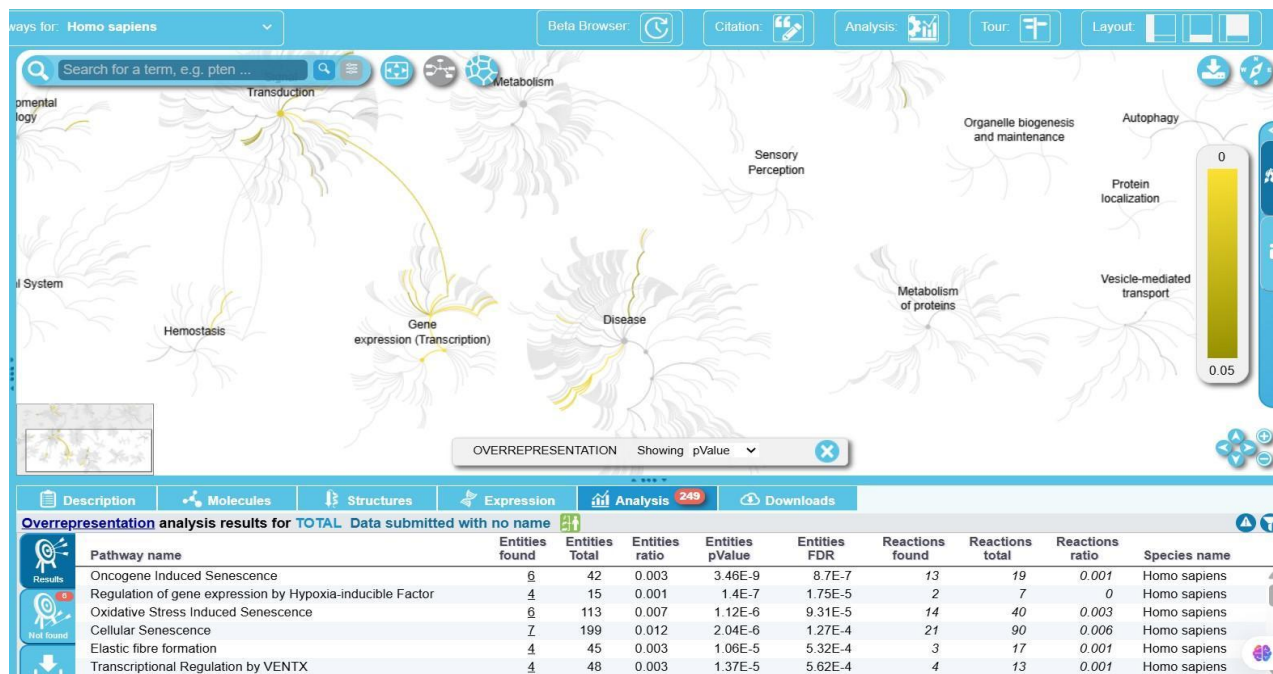 ways for: Homo sapiens
Beta Browser:
Citation:
Analysis:
Tour:
Layout:
Search for a term, e.g. pten ...
Transduction
Metabolism
pmental
logy
Sensory
Perception
Organelle biogenesis
and maintenance
Autophagy
0
Protein
localization
l System
Hemostasis
Gene
expression (Transcription)
Disease
Metabolism
of proteins
Vesicle-mediated
transport
0.05
OVERREPRESENTATION Showing pValue
Description Molecules Structures Expression Analysis 249 Downloads
Overrepresentation analysis results for TOTAL Data submitted with no name
Results
0
Not found
Pathway name Entities found Entities Total Entities ratio Entities pValue Entities FDR Reactions found Reactions total Reactions ratio Species name
Oncogene Induced Senescence 6 42 0.003 3.46E-9 8.7E-7 13 19 0.001 Homo sapiens
Regulation of gene expression by Hypoxia-inducible Factor 4 15 0.001 1.4E-7 1.75E-5 2 7 0 Homo sapiens
Oxidative Stress Induced Senescence 6 113 0.007 1.12E-6 9.31E-5 14 40 0.003 Homo sapiens
Cellular Senescence 7 199 0.012 2.04E-6 1.27E-4 21 90 0.006 Homo sapiens
Elastic fibre formation 4 45 0.003 1.06E-5 5.32E-4 3 17 0.001 Homo sapiens
Transcriptional Regulation by VENTX 4 48 0.003 1.37E-5 5.62E-4 4 13 0.001 Homo sapiens